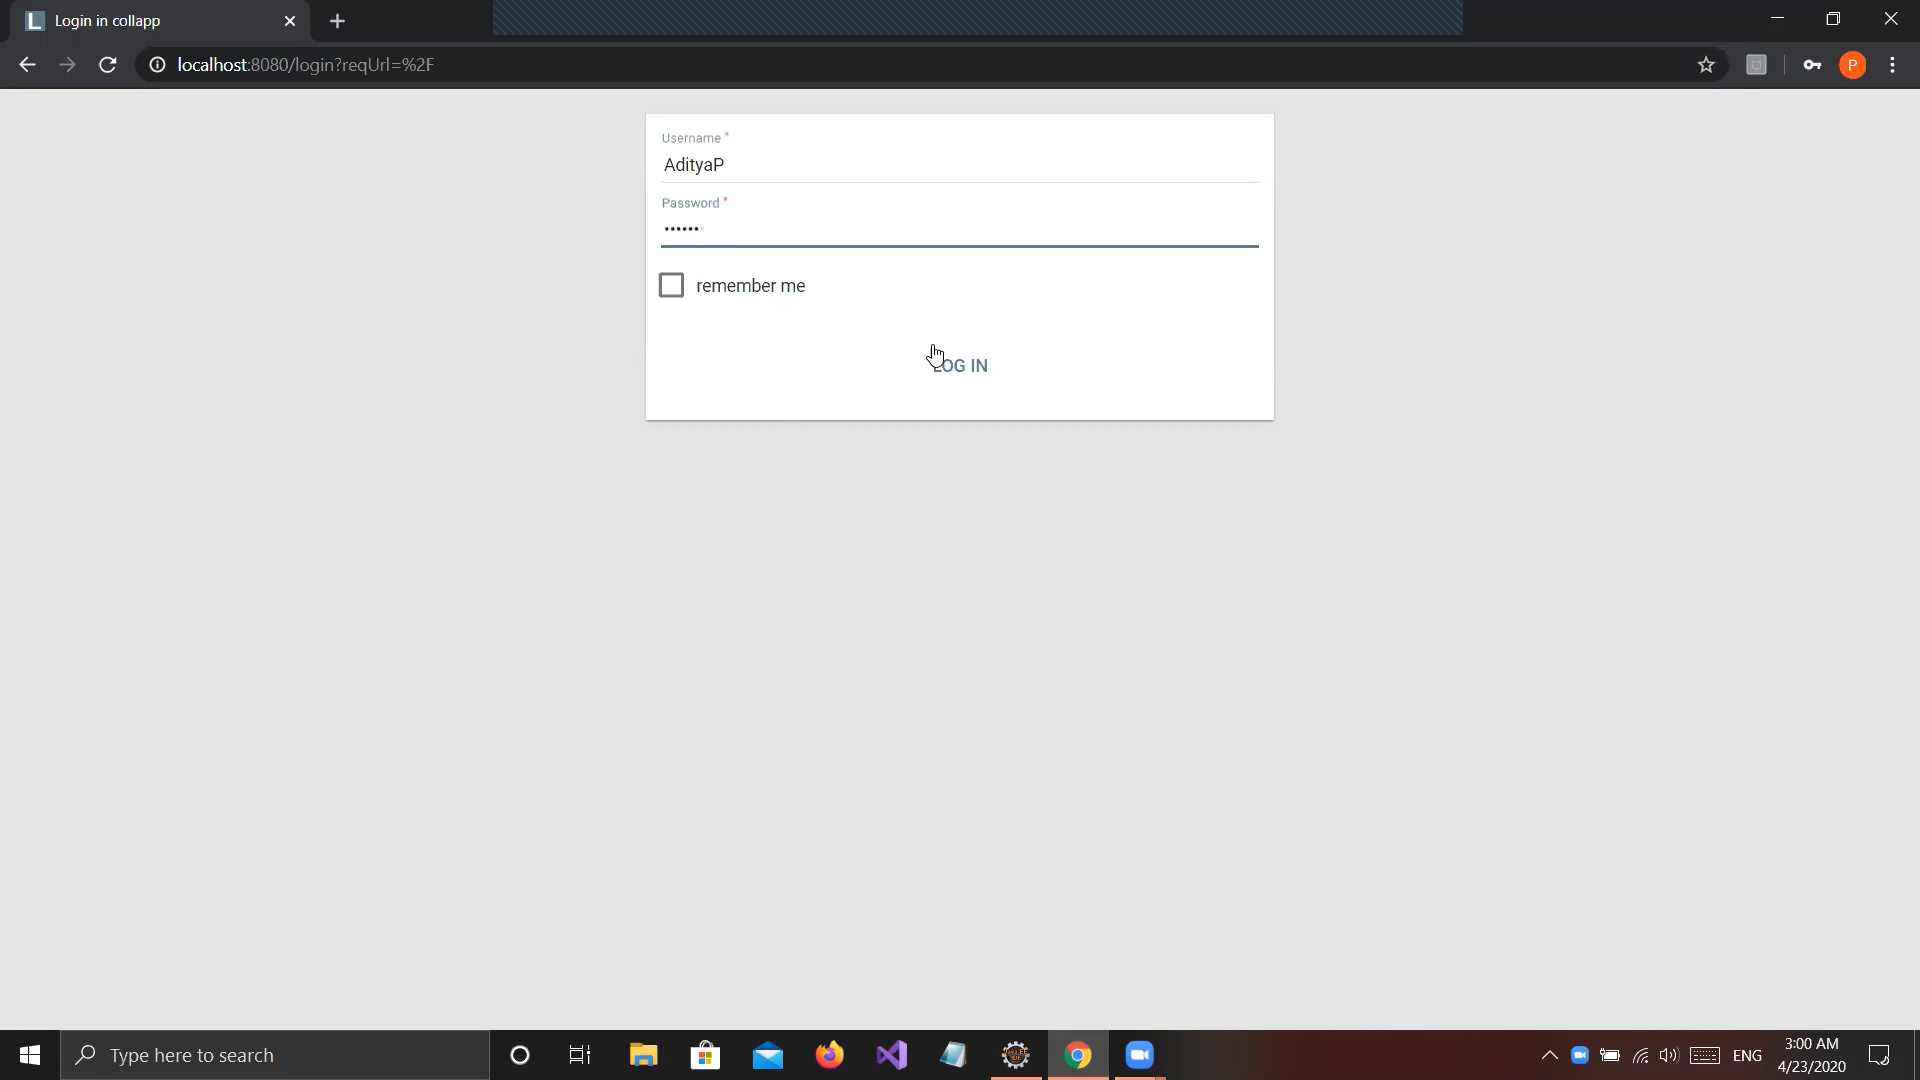 Login in collapp
localhost:8080/login?reqUrl=%2F
P
Username *
AdityaP
Password *
remember me
LOG IN
Type here to search
ENG
3:00 AM
4/23/2020